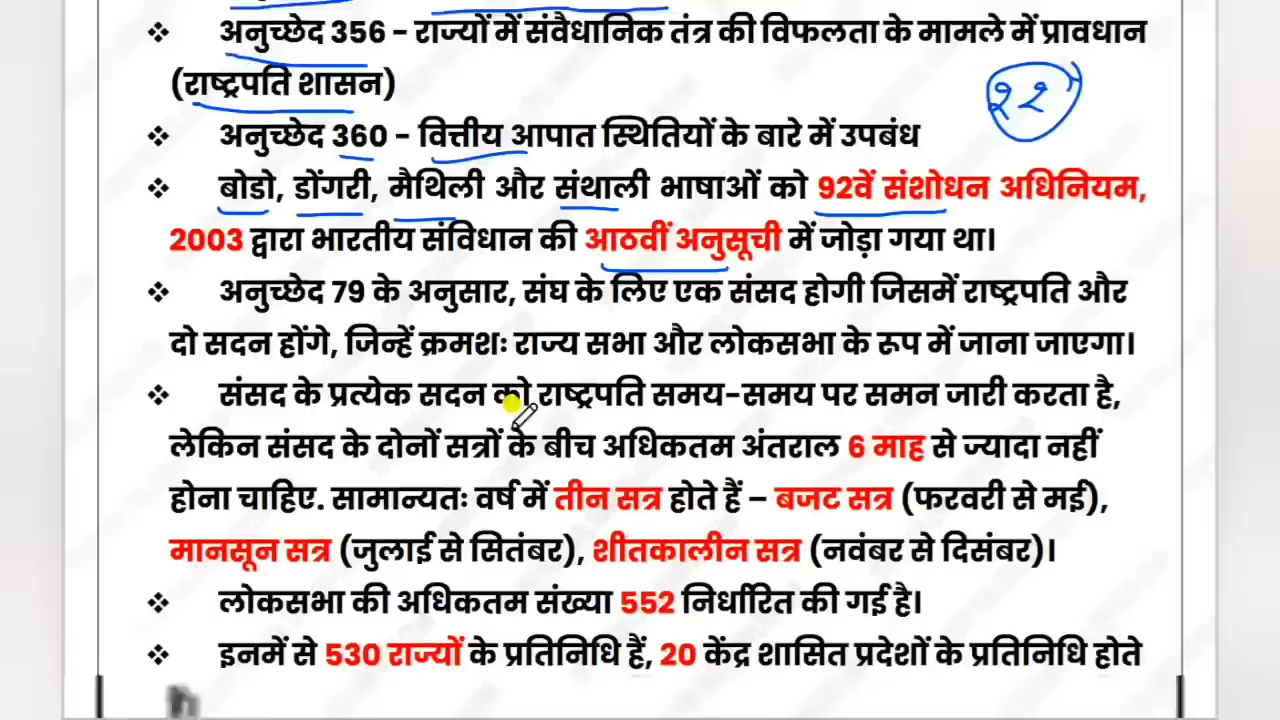 ❖ अनुच्छेद 356 - राज्यों में संवैधानिक तंत्र की विफलता के मामले में प्रावधान
(राष्ट्रपति शासन)
२२
❖ अनुच्छेद 360 - वित्तीय आपात स्थितियों के बारे में उपबंध
❖ बोडो, डोंगरी, मैथिली और संथाली भाषाओं को 92वें संशोधन अधिनियम,
2003 द्वारा भारतीय संविधान की आठवीं अनुसूची में जोड़ा गया था।
❖ अनुच्छेद 79 के अनुसार, संघ के लिए एक संसद होगी जिसमें राष्ट्रपति और
दो सदन होंगे, जिन्हें क्रमशः राज्य सभा और लोकसभा के रूप में जाना जाएगा।
❖ संसद के प्रत्येक सदन को राष्ट्रपति समय-समय पर समन जारी करता है,
लेकिन संसद के दोनों सत्रों के बीच अधिकतम अंतराल 6 माह से ज्यादा नहीं
होना चाहिए. सामान्यतः वर्ष में तीन सत्र होते हैं – बजट सत्र (फरवरी से मई),
मानसून सत्र (जुलाई से सितंबर), शीतकालीन सत्र (नवंबर से दिसंबर)।
❖ लोकसभा की अधिकतम संख्या 552 निर्धारित की गई है।
❖ इनमें से 530 राज्यों के प्रतिनिधि हैं, 20 केंद्र शासित प्रदेशों के प्रतिनिधि होते